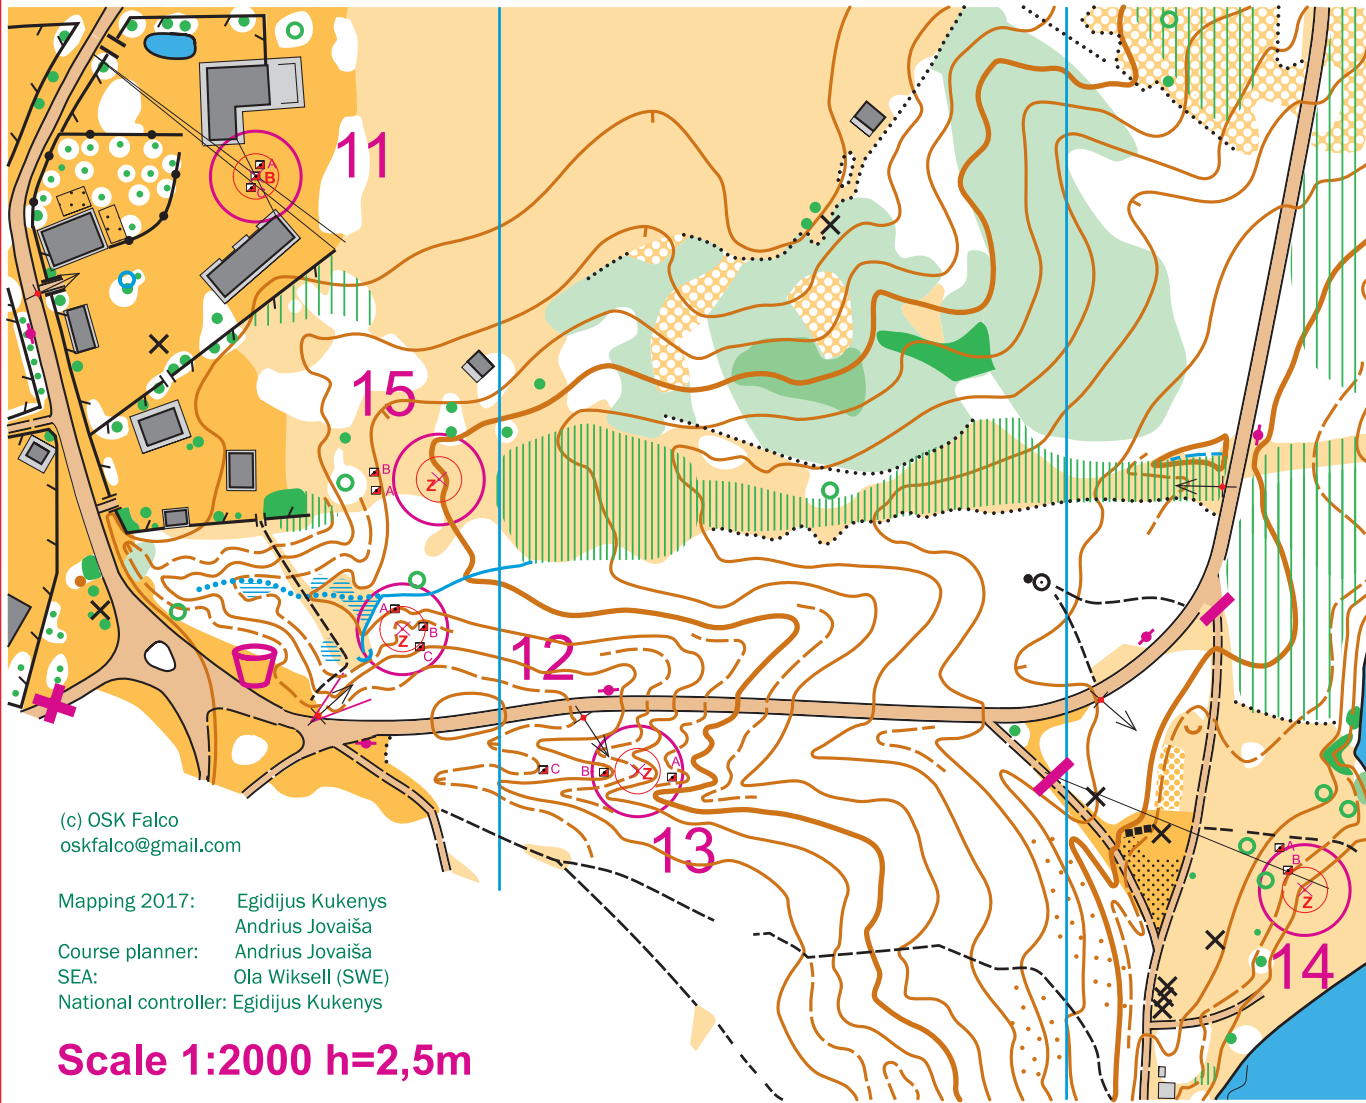 11
A
B
C
15
B
A
Z
A
B
C
Z
12
C
B
Z
A
13
A
B
Z
14
(c) OSK Falco
oskfalco@gmail.com
Mapping 2017: Egidijus Kukenys
Andrius Jovaiša
Course planner: Andrius Jovaiša
SEA: Ola Wiksell (SWE)
National controller: Egidijus Kukenys
Scale 1:2000 h=2,5m